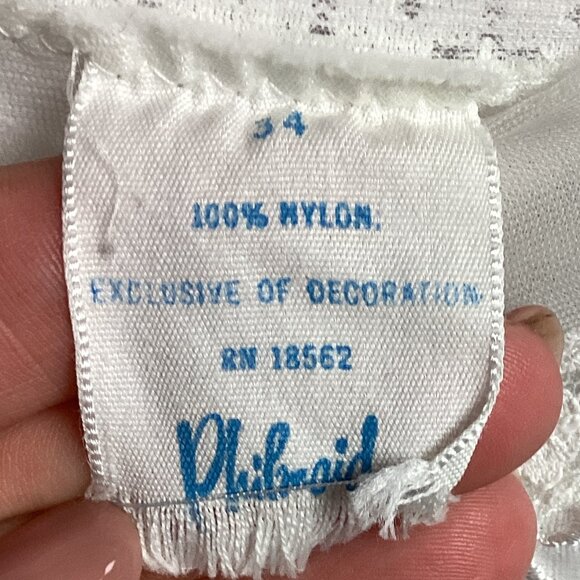 34
100% NYLON.
EXCLUSIVE OF DECORATION
RN 18562
Philmaid